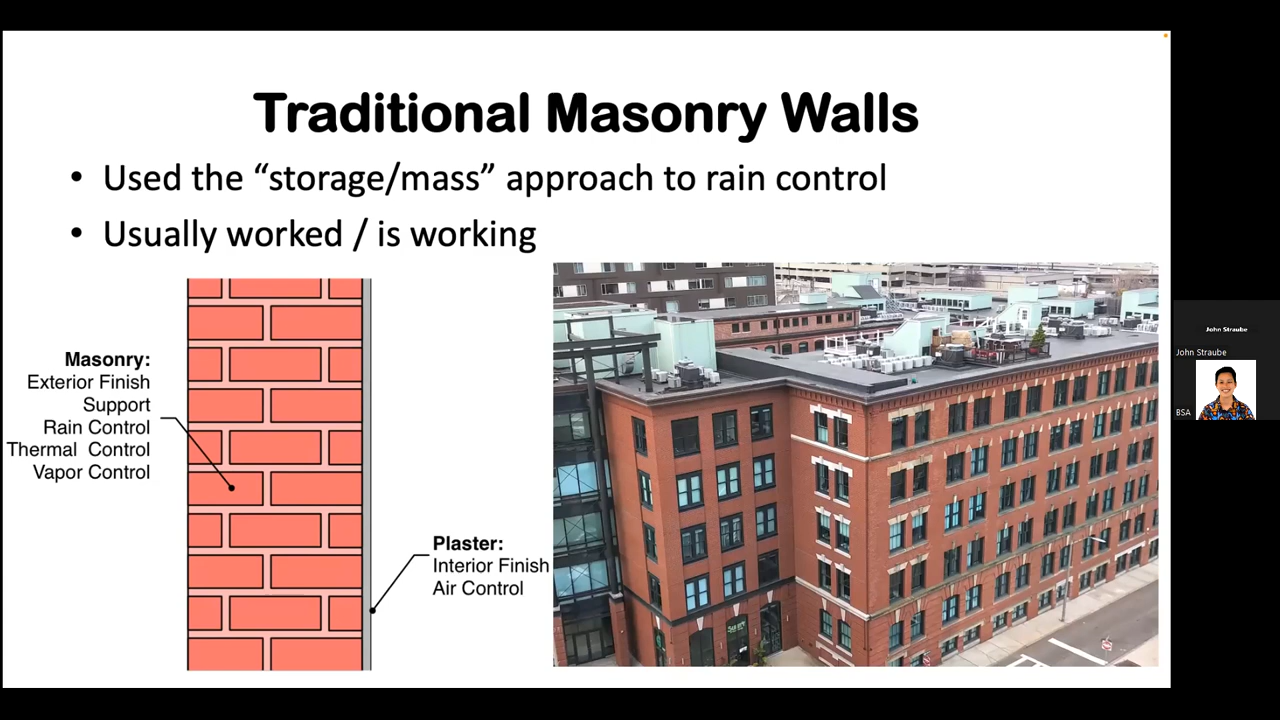 Traditional Masonry Walls
• Used the “storage/mass” approach to rain control
• Usually worked / is working
Masonry:
Exterior Finish
Support
Rain Control
Thermal Control
Vapor Control
Plaster:
Interior Finish
Air Control
John Straube
John Straube
BSA